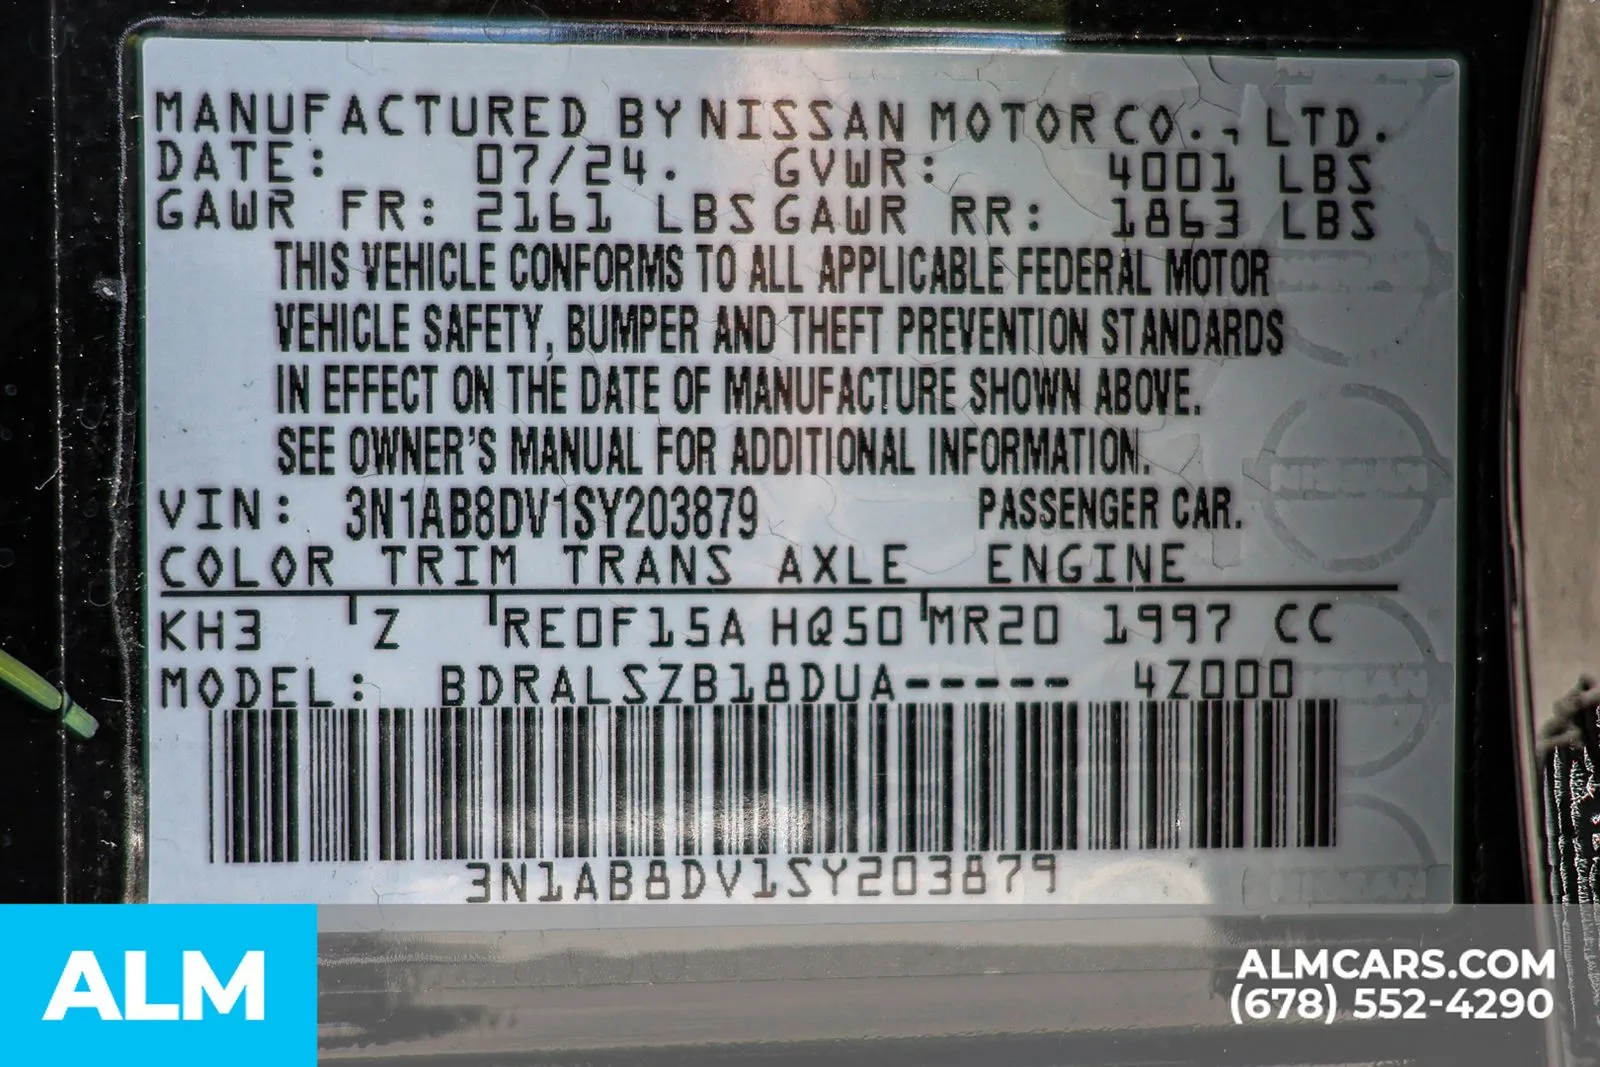 MANUFACTURED BY NISSAN MOTOR CO., LTD.
DATE: 07/24. GVWR: 4001 LBS
GAWR FR: 2161 LBS GAWR RR: 1863 LBS
THIS VEHICLE CONFORMS TO ALL APPLICABLE FEDERAL MOTOR
VEHICLE SAFETY, BUMPER AND THEFT PREVENTION STANDARDS
IN EFFECT ON THE DATE OF MANUFACTURE SHOWN ABOVE.
SEE OWNER'S MANUAL FOR ADDITIONAL INFORMATION.
VIN: 3N1AB8DV1SY203879 PASSENGER CAR.
COLOR TRIM TRANS AXLE ENGINE
KH3 Z RE0F15A HQ50 MR20 1997 CC
MODEL: BDRALSZB18DUA----- 4Z000
3N1AB8DV1SY203879
ALM
ALMCARS.COM
(678) 552-4290